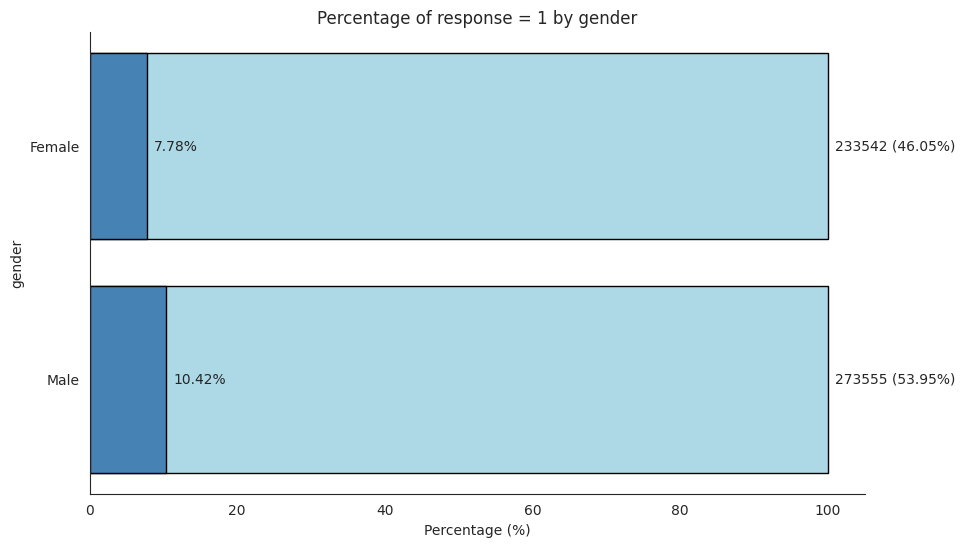 Percentage of response = 1 by gender
Female
7.78%
233542 (46.05%)
gender
Male
10.42%
273555 (53.95%)
0 20 40 60 80 100
Percentage (%)